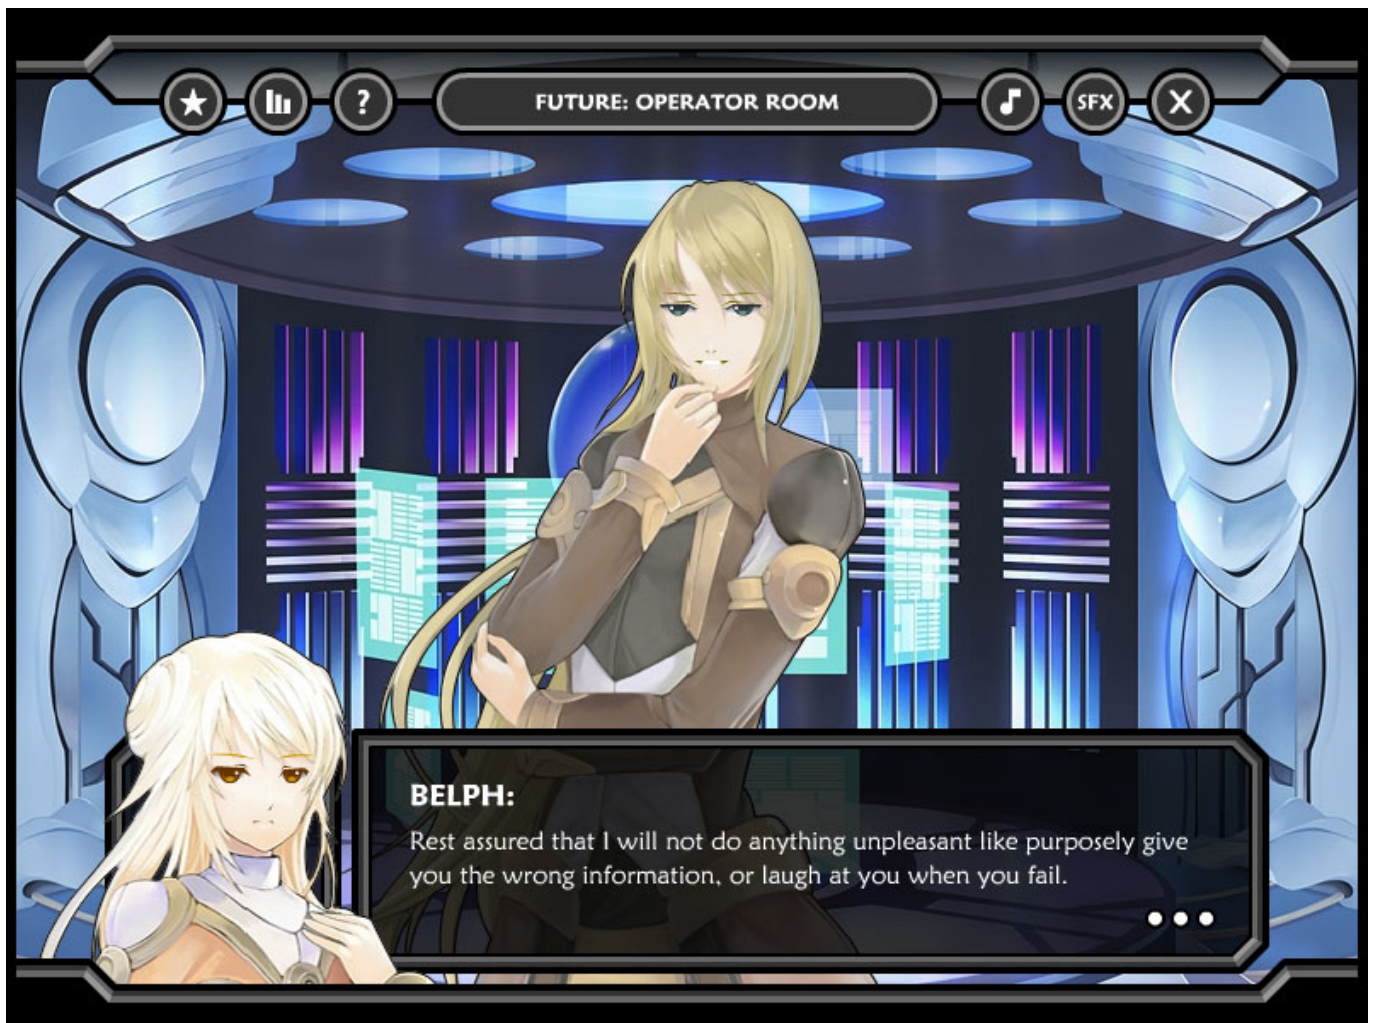 ?
FUTURE: OPERATOR ROOM
SFX
X
BELPH:
Rest assured that I will not do anything unpleasant like purposely give
you the wrong information, or laugh at you when you fail.